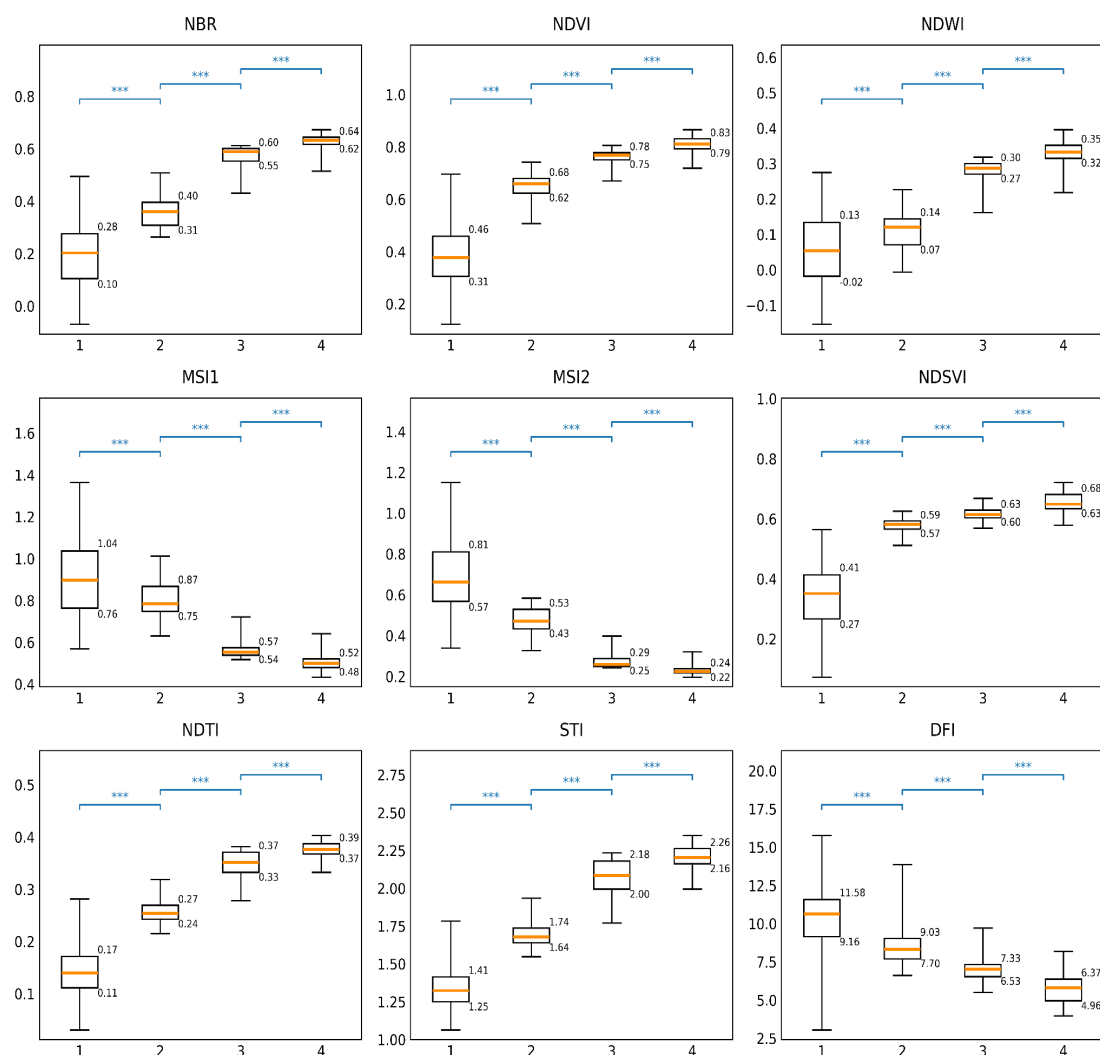 NBR NDVI NDWI
*** *** ***
0.8 0.6 0.4 0.2 0.0
0.28 0.10 0.40 0.31 0.60 0.55 0.64 0.62
1 2 3 4
*** *** ***
1.0 0.8 0.6 0.4 0.2
0.46 0.31 0.68 0.62 0.78 0.75 0.83 0.79
1 2 3 4
*** *** ***
0.6 0.5 0.4 0.3 0.2 0.1 0.0 −0.1
0.13 -0.02 0.14 0.07 0.30 0.27 0.35 0.32
1 2 3 4
MSI1 MSI2 NDSVI
*** *** ***
1.6 1.4 1.2 1.0 0.8 0.6 0.4
1.04 0.76 0.87 0.75 0.57 0.54 0.52 0.48
1 2 3 4
*** *** ***
1.4 1.2 1.0 0.8 0.6 0.4 0.2
0.81 0.57 0.53 0.43 0.29 0.25 0.24 0.22
1 2 3 4
*** *** ***
1.0 0.8 0.6 0.4 0.2
0.41 0.27 0.59 0.57 0.63 0.60 0.68 0.63
1 2 3 4
NDTI STI DFI
*** *** ***
0.5 0.4 0.3 0.2 0.1
0.17 0.11 0.27 0.24 0.37 0.33 0.39 0.37
1 2 3 4
*** *** ***
2.75 2.50 2.25 2.00 1.75 1.50 1.25 1.00
1.41 1.25 1.74 1.64 2.18 2.00 2.26 2.16
1 2 3 4
*** *** ***
20.0 17.5 15.0 12.5 10.0 7.5 5.0 2.5
11.58 9.16 9.03 7.70 7.33 6.53 6.37 4.96
1 2 3 4